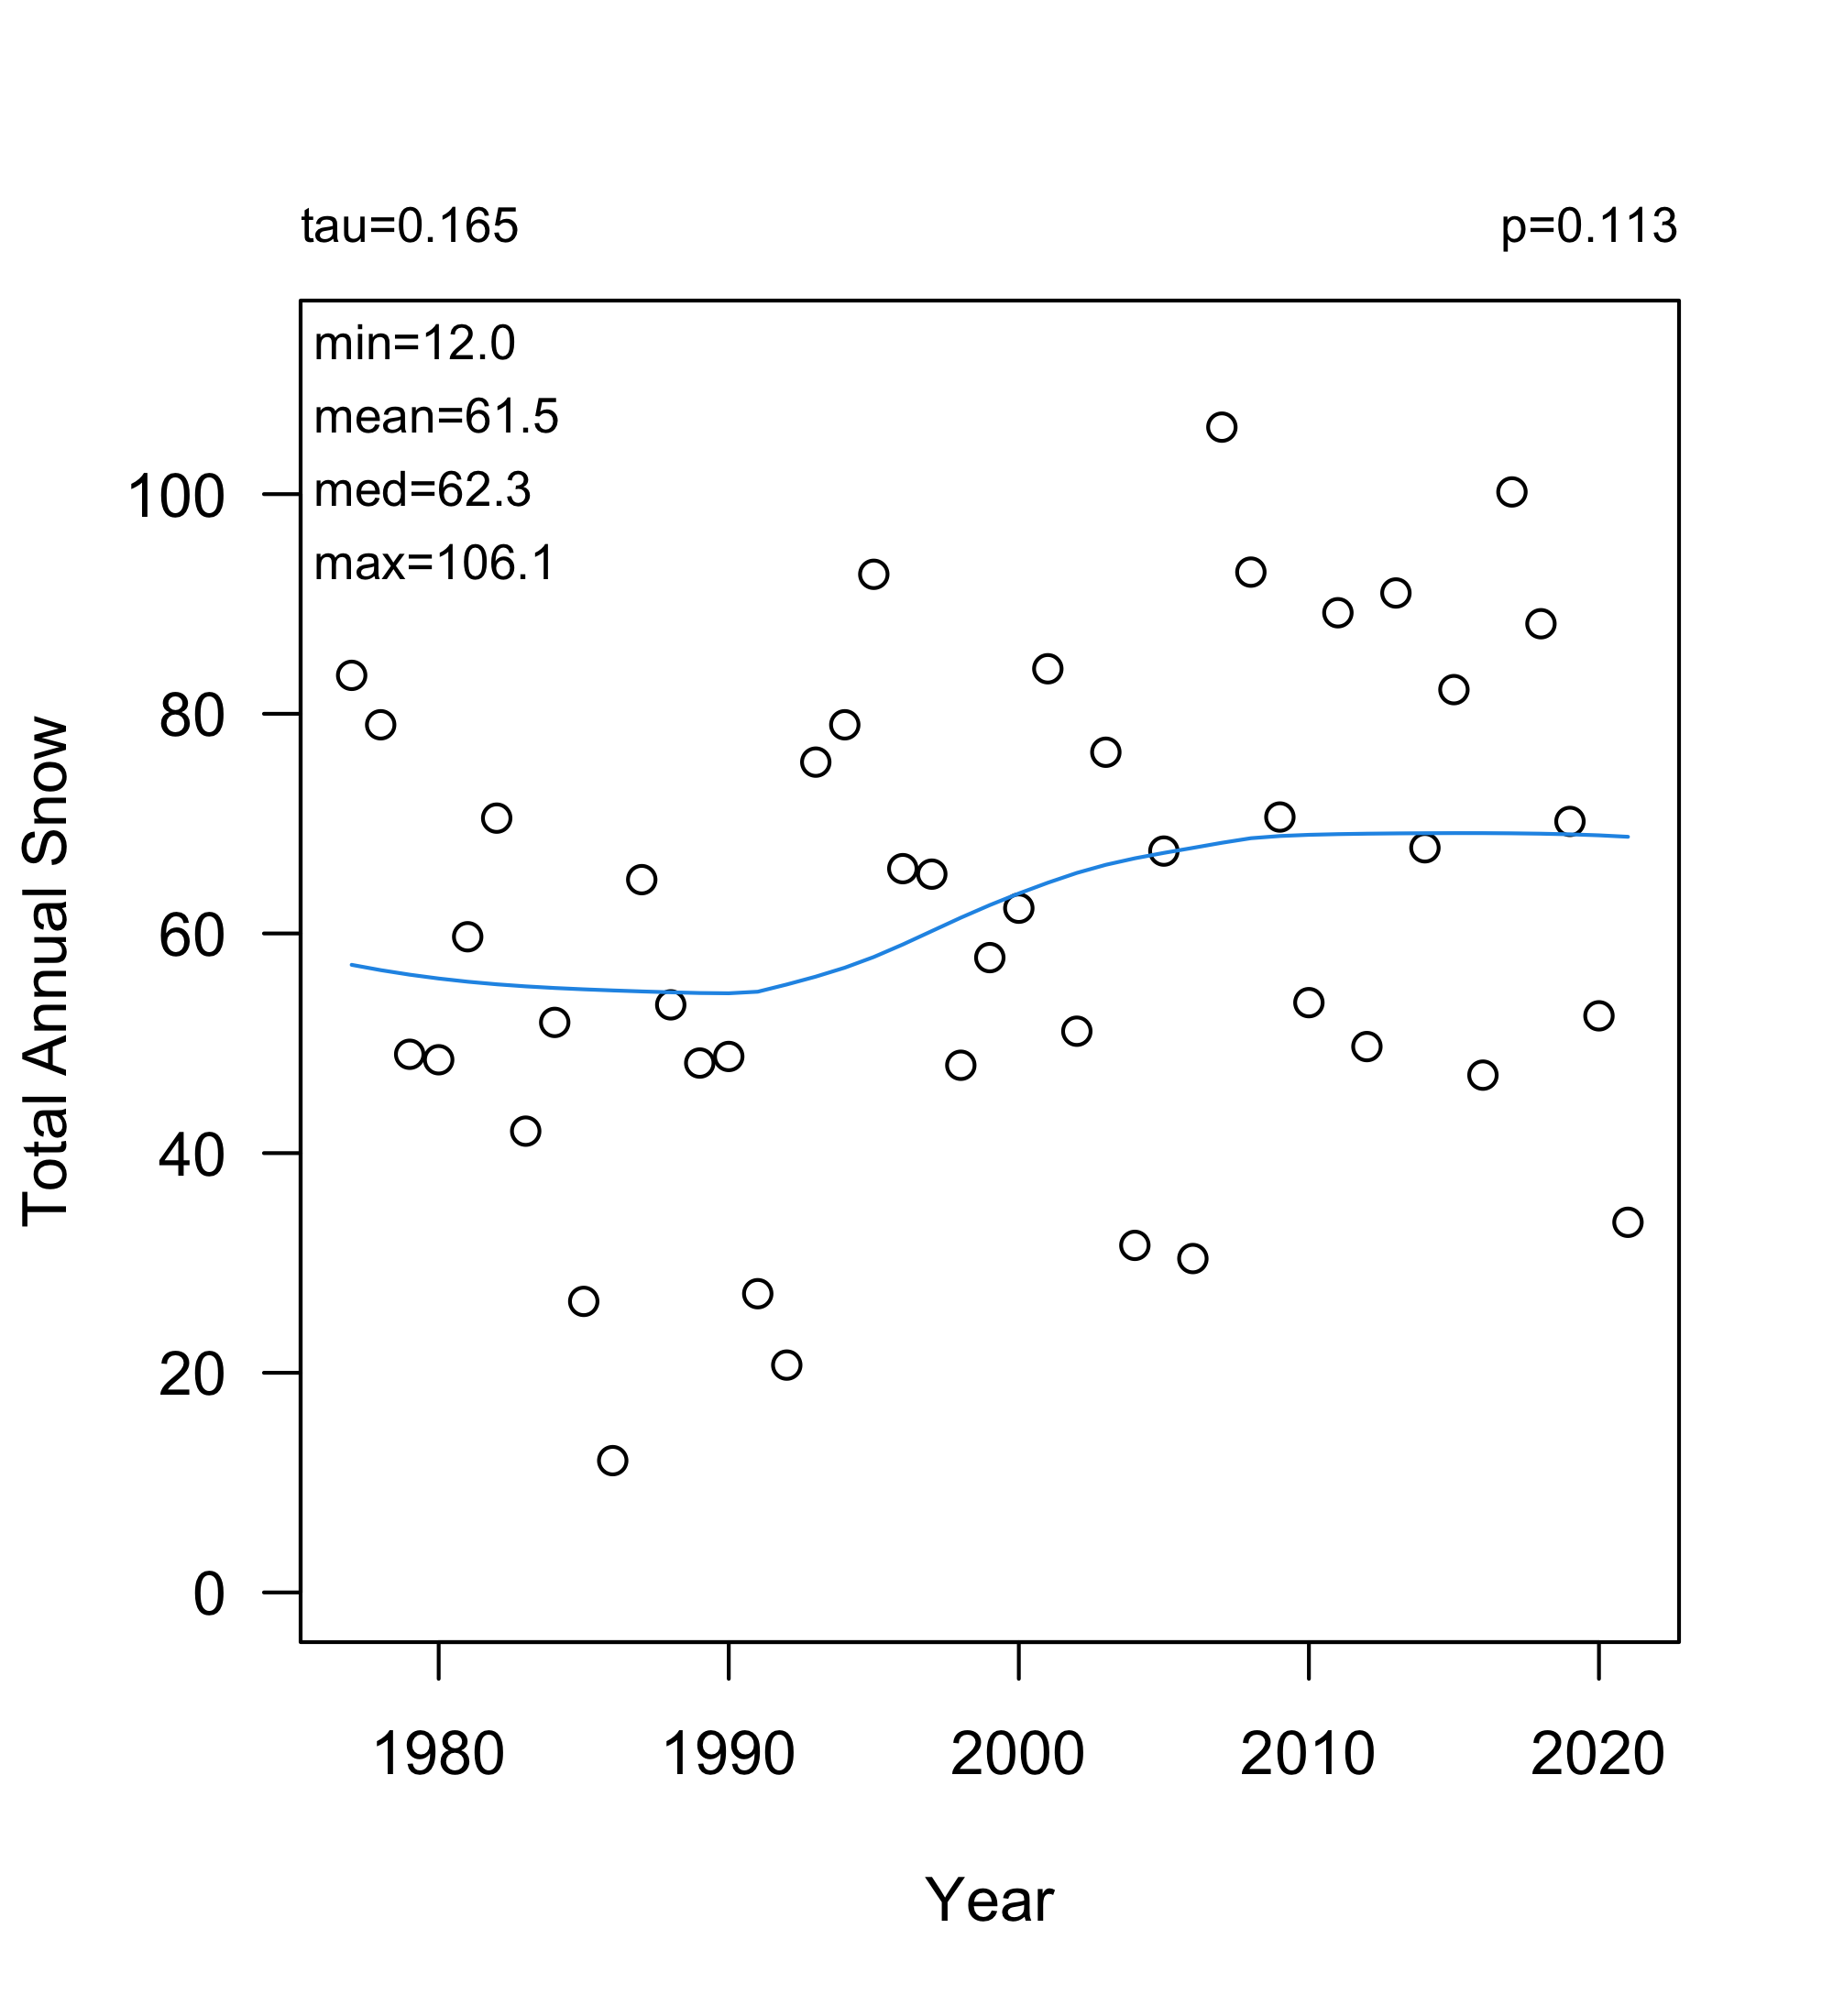 tau=0.165
p=0.113
min=12.0
mean=61.5
med=62.3
max=106.1
Total Annual Snow
100
80
60
40
20
0
1980
1990
2000
2010
2020
Year